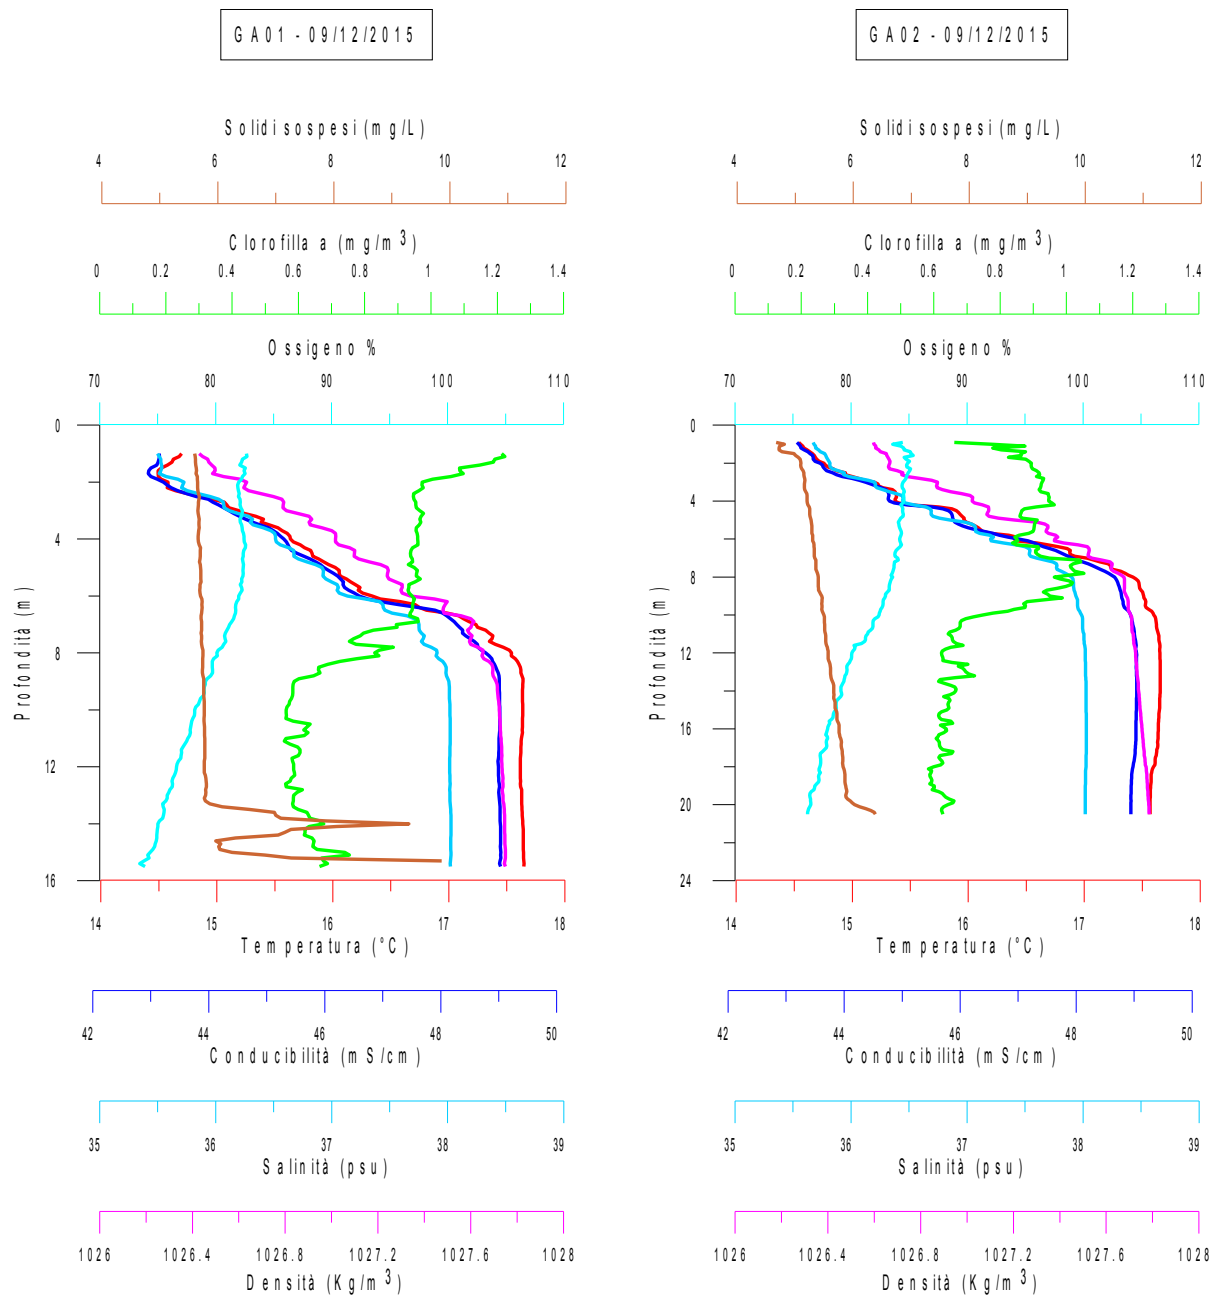 GA01 - 09/12/2015
GA02 - 09/12/2015
Solidi sospesi (mg/L)
4 6 8 10 12
Clorofilla a (mg/m³)
0 0.2 0.4 0.6 0.8 1 1.2 1.4
Ossigeno %
70 80 90 100 110
Profondità (m)
0
4
8
12
16
14 15 16 17 18
Temperatura (°C)
42 44 46 48 50
Conducibilità (mS/cm)
35 36 37 38 39
Salinità (psu)
1026 1026.4 1026.8 1027.2 1027.6 1028
Densità (Kg/m³)
Solidi sospesi (mg/L)
4 6 8 10 12
Clorofilla a (mg/m³)
0 0.2 0.4 0.6 0.8 1 1.2 1.4
Ossigeno %
70 80 90 100 110
Profondità (m)
0
4
8
12
16
20
24
14 15 16 17 18
Temperatura (°C)
42 44 46 48 50
Conducibilità (mS/cm)
35 36 37 38 39
Salinità (psu)
1026 1026.4 1026.8 1027.2 1027.6 1028
Densità (Kg/m³)